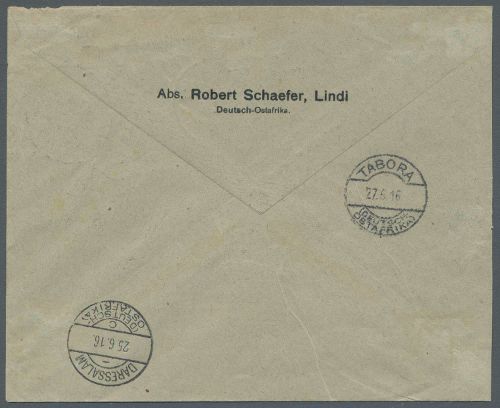 Abs. Robert Schaefer, Lindi
Deutsch-Ostafrika.
TABORA
27.6.16
(DEUTSCH
OSTAFRIKA)
(DEUTSCH
OSTAFRIKA)
C
25.6.16.
DARESSALAM